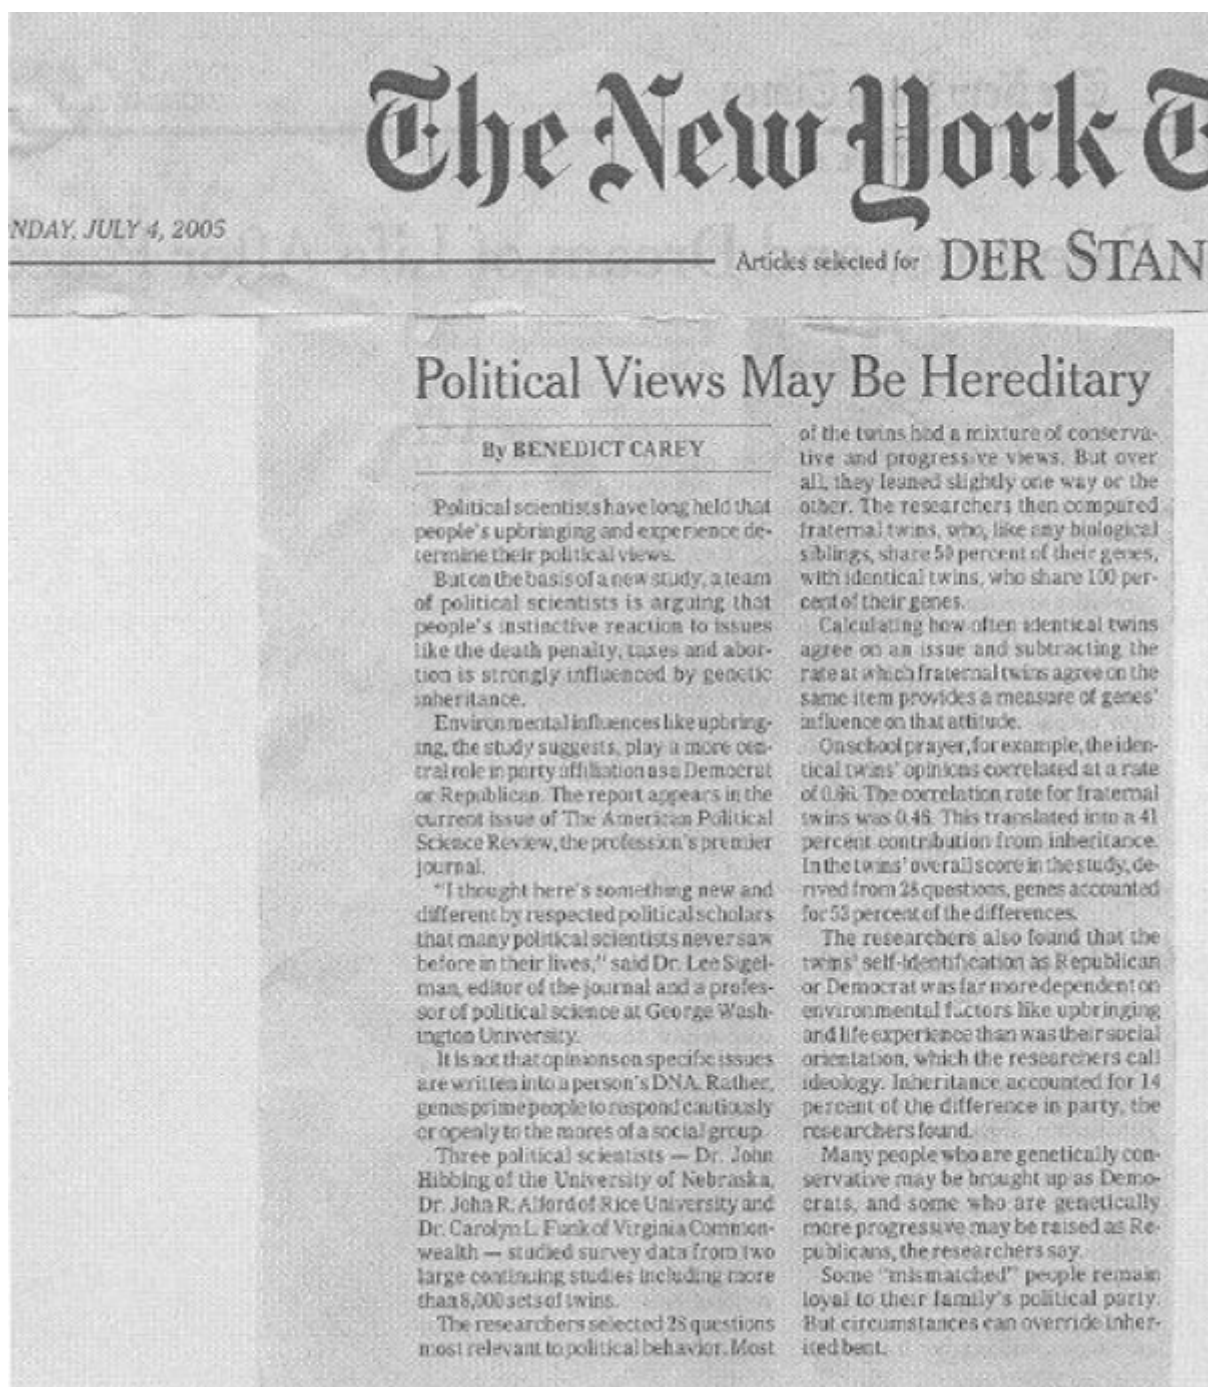 The New York T
NDAY, JULY 4, 2005
Articles selected for DER STAN
Political Views May Be Hereditary
By BENEDICT CAREY
Political scientists have long held that
people's upbringing and experience de-
termine their political views.
But on the basis of a new study, a team
of political scientists is arguing that
people's instinctive reaction to issues
like the death penalty, taxes and abor-
tion is strongly influenced by genetic
inheritance.
Environmental influences like upbring-
ing, the study suggests, play a more cen-
tral role in party affiliation as a Democrat
or Republican. The report appears in the
current issue of The American Political
Science Review, the profession's premier
journal.
"I thought here's something new and
different by respected political scholars
that many political scientists never saw
before in their lives," said Dr. Lee Sigel-
man, editor of the journal and a profes-
sor of political science at George Wash-
ington University.
It is not that opinions on specific issues
are written into a person's DNA. Rather,
genes prime people to respond cautiously
or openly to the mores of a social group.
Three political scientists — Dr. John
Hibbing of the University of Nebraska,
Dr. John R. Alford of Rice University and
Dr. Carolyn L. Funk of Virginia Common-
wealth — studied survey data from two
large continuing studies including more
than 8,000 sets of twins.
The researchers selected 28 questions
most relevant to political behavior. Most
of the twins had a mixture of conserva-
tive and progressive views. But over
all, they leaned slightly one way or the
other. The researchers then compared
fraternal twins, who, like any biological
siblings, share 50 percent of their genes,
with identical twins, who share 100 per-
cent of their genes.
Calculating how often identical twins
agree on an issue and subtracting the
rate at which fraternal twins agree on the
same item provides a measure of genes'
influence on that attitude.
On school prayer, for example, the iden-
tical twins' opinions correlated at a rate
of 0.66. The correlation rate for fraternal
twins was 0.46. This translated into a 41
percent contribution from inheritance.
In the twins' overall score in the study, de-
rived from 28 questions, genes accounted
for 53 percent of the differences.
The researchers also found that the
twins' self-identification as Republican
or Democrat was far more dependent on
environmental factors like upbringing
and life experience than was their social
orientation, which the researchers call
ideology. Inheritance accounted for 14
percent of the difference in party, the
researchers found.
Many people who are genetically con-
servative may be brought up as Demo-
crats, and some who are genetically
more progressive may be raised as Re-
publicans, the researchers say.
Some "mismatched" people remain
loyal to their family's political party.
But circumstances can override inher-
ited bent.